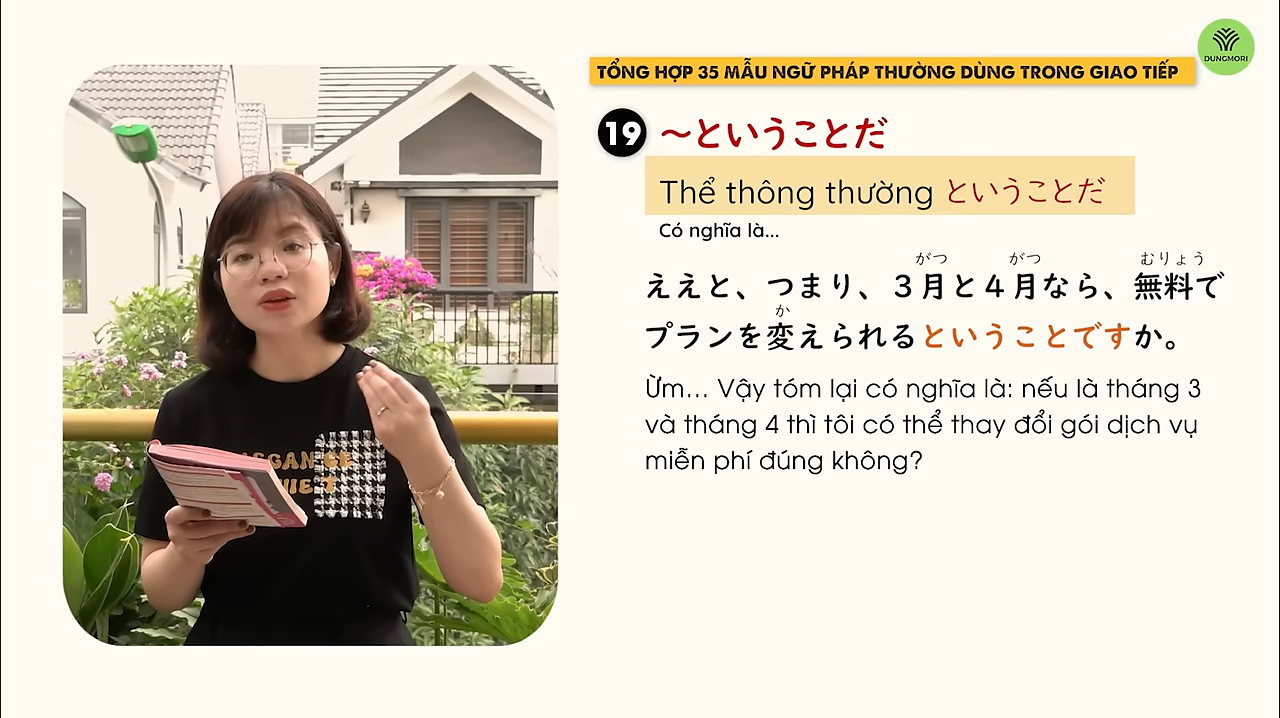 DUNGMORI
TỔNG HỢP 35 MẪU NGỮ PHÁP THƯỜNG DÙNG TRONG GIAO TIẾP
19 ～ということだ
Thể thông thường ということだ
Có nghĩa là...
がつ がつ むりょう
ええと、つまり、３月と４月なら、無料で
か
プランを変えられるということですか。
Ừm... Vậy tóm lại có nghĩa là: nếu là tháng 3
và tháng 4 thì tôi có thể thay đổi gói dịch vụ
miễn phí đúng không?